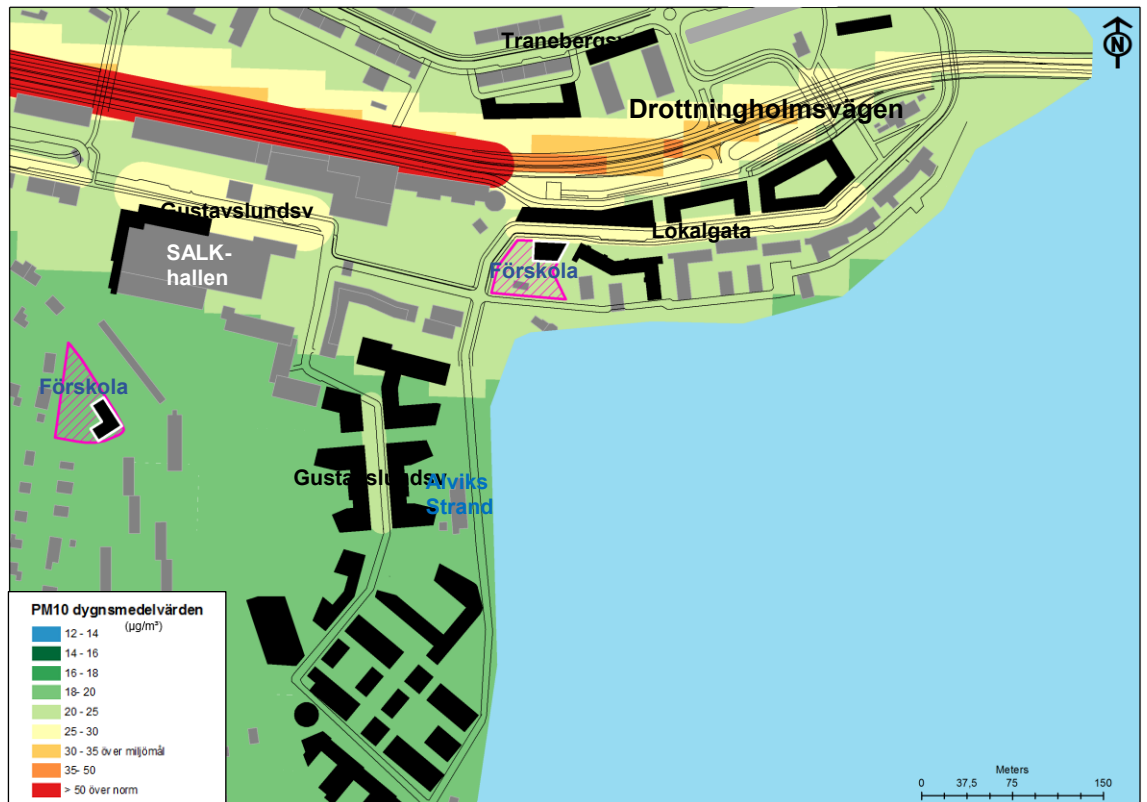 Tranebergsv
N
Drottningholmsvägen
Gustavslundsv
Lokalgata
SALK-
hallen
Förskola
Förskola
Gustavslundsv
Alviks
Strand
PM10 dygnsmedelvärden
(µg/m³)
12 - 14
14 - 16
16 - 18
18- 20
20 - 25
25 - 30
30 - 35 över miljömål
35- 50
> 50 över norm
Meters
0 37,5 75 150